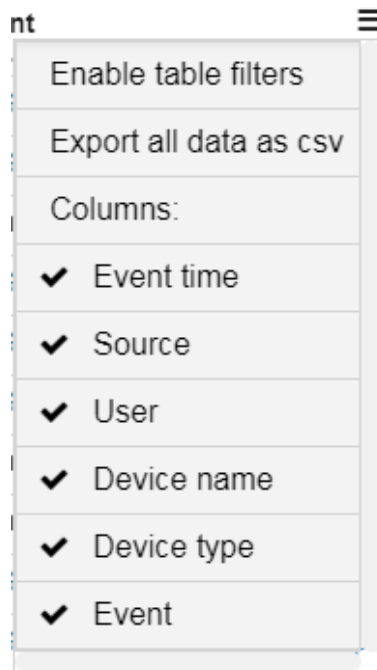 nt
Enable table filters
Export all data as csv
Columns:
Event time
Source
User
Device name
Device type
Event